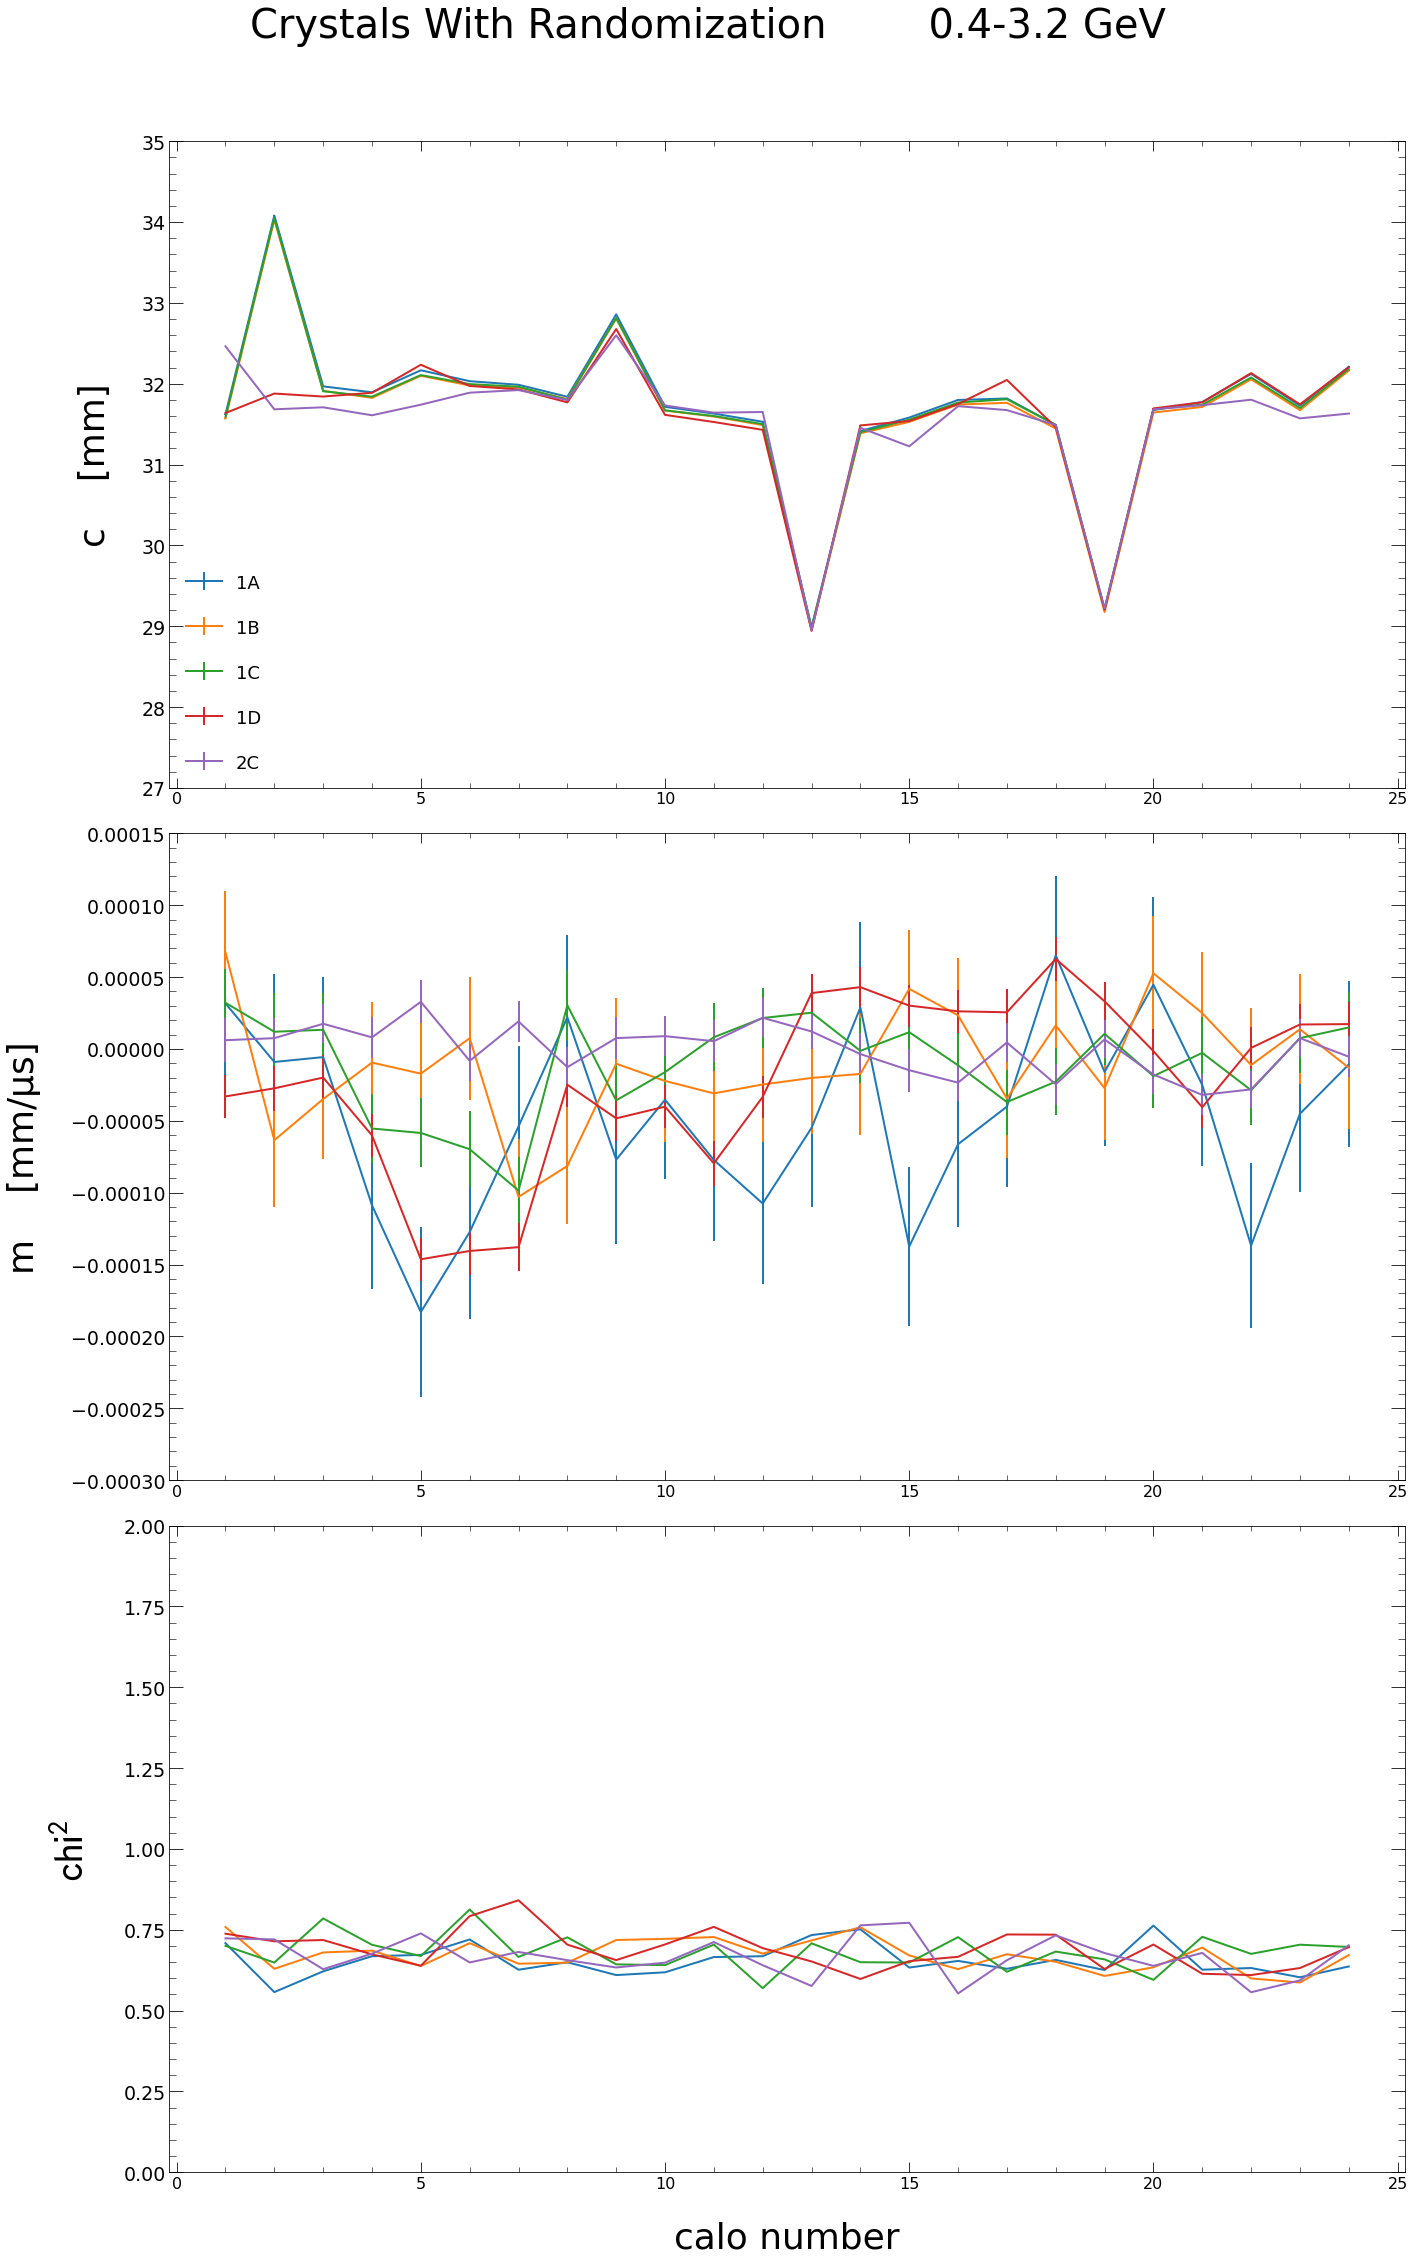 Crystals With Randomization 0.4-3.2 GeV
35
34
33
32
31
30
29
28
27
c [mm]
1A
1B
1C
1D
2C
0 5 10 15 20 25
0.00015
0.00010
0.00005
0.00000
−0.00005
−0.00010
−0.00015
−0.00020
−0.00025
−0.00030
m [mm/μs]
0 5 10 15 20 25
2.00
1.75
1.50
1.25
1.00
0.75
0.50
0.25
0.00
chi²
0 5 10 15 20 25
calo number